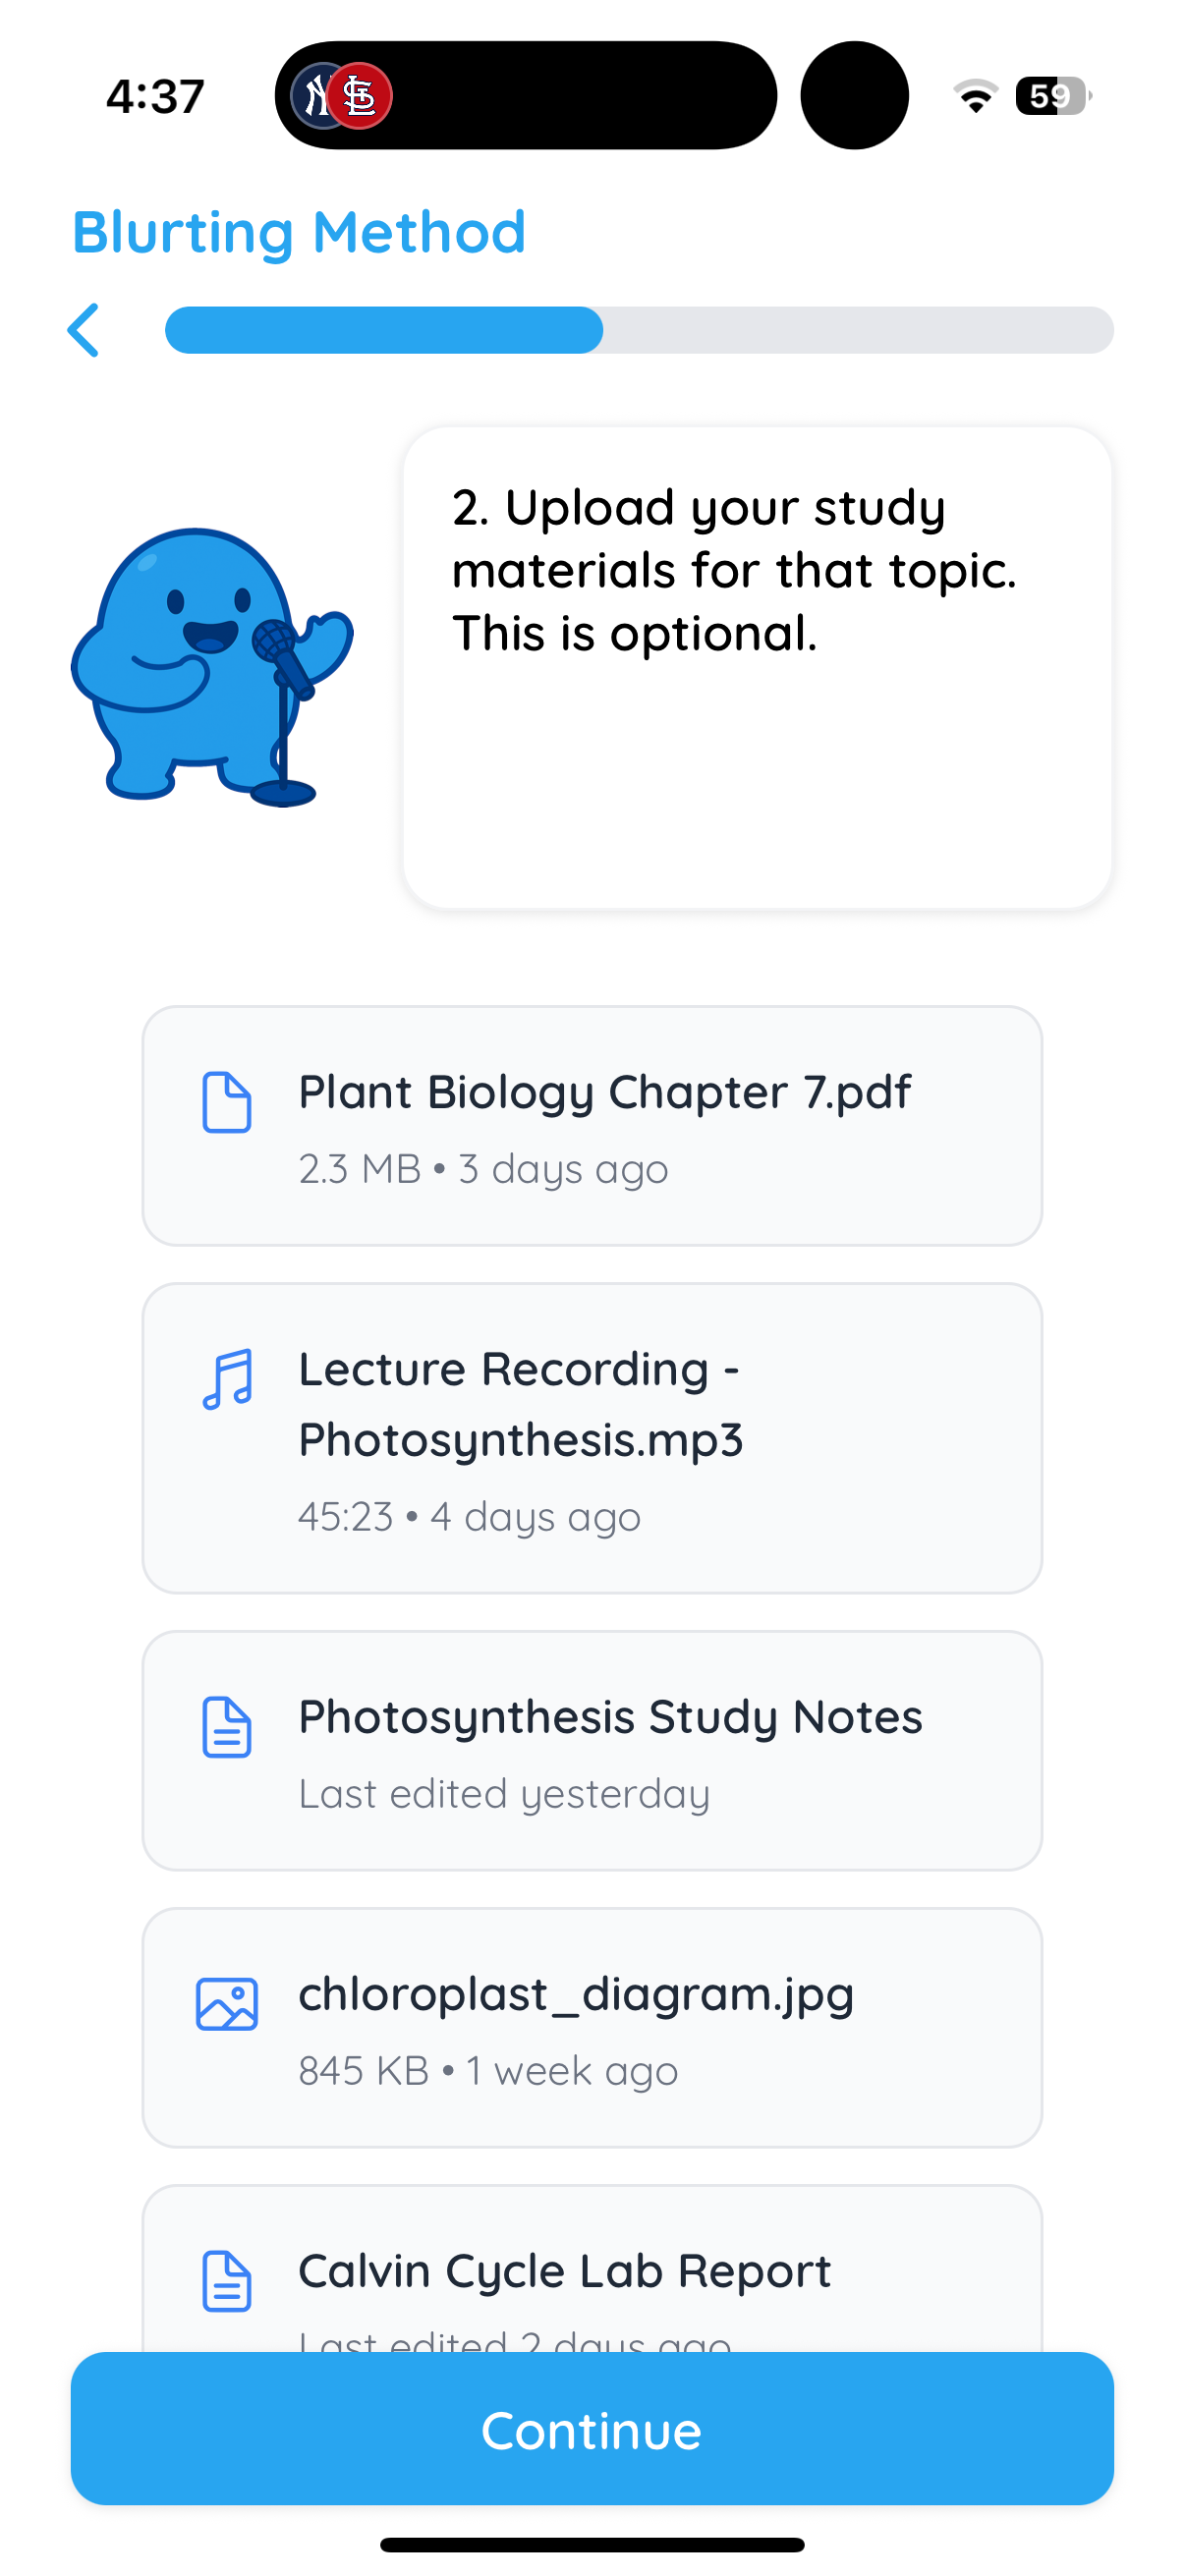 4:37
59
Blurting Method
2. Upload your study
materials for that topic.
This is optional.
Plant Biology Chapter 7.pdf
2.3 MB • 3 days ago
Lecture Recording -
Photosynthesis.mp3
45:23 • 4 days ago
Photosynthesis Study Notes
Last edited yesterday
chloroplast_diagram.jpg
845 KB • 1 week ago
Calvin Cycle Lab Report
Last edited 2 days ago
Continue